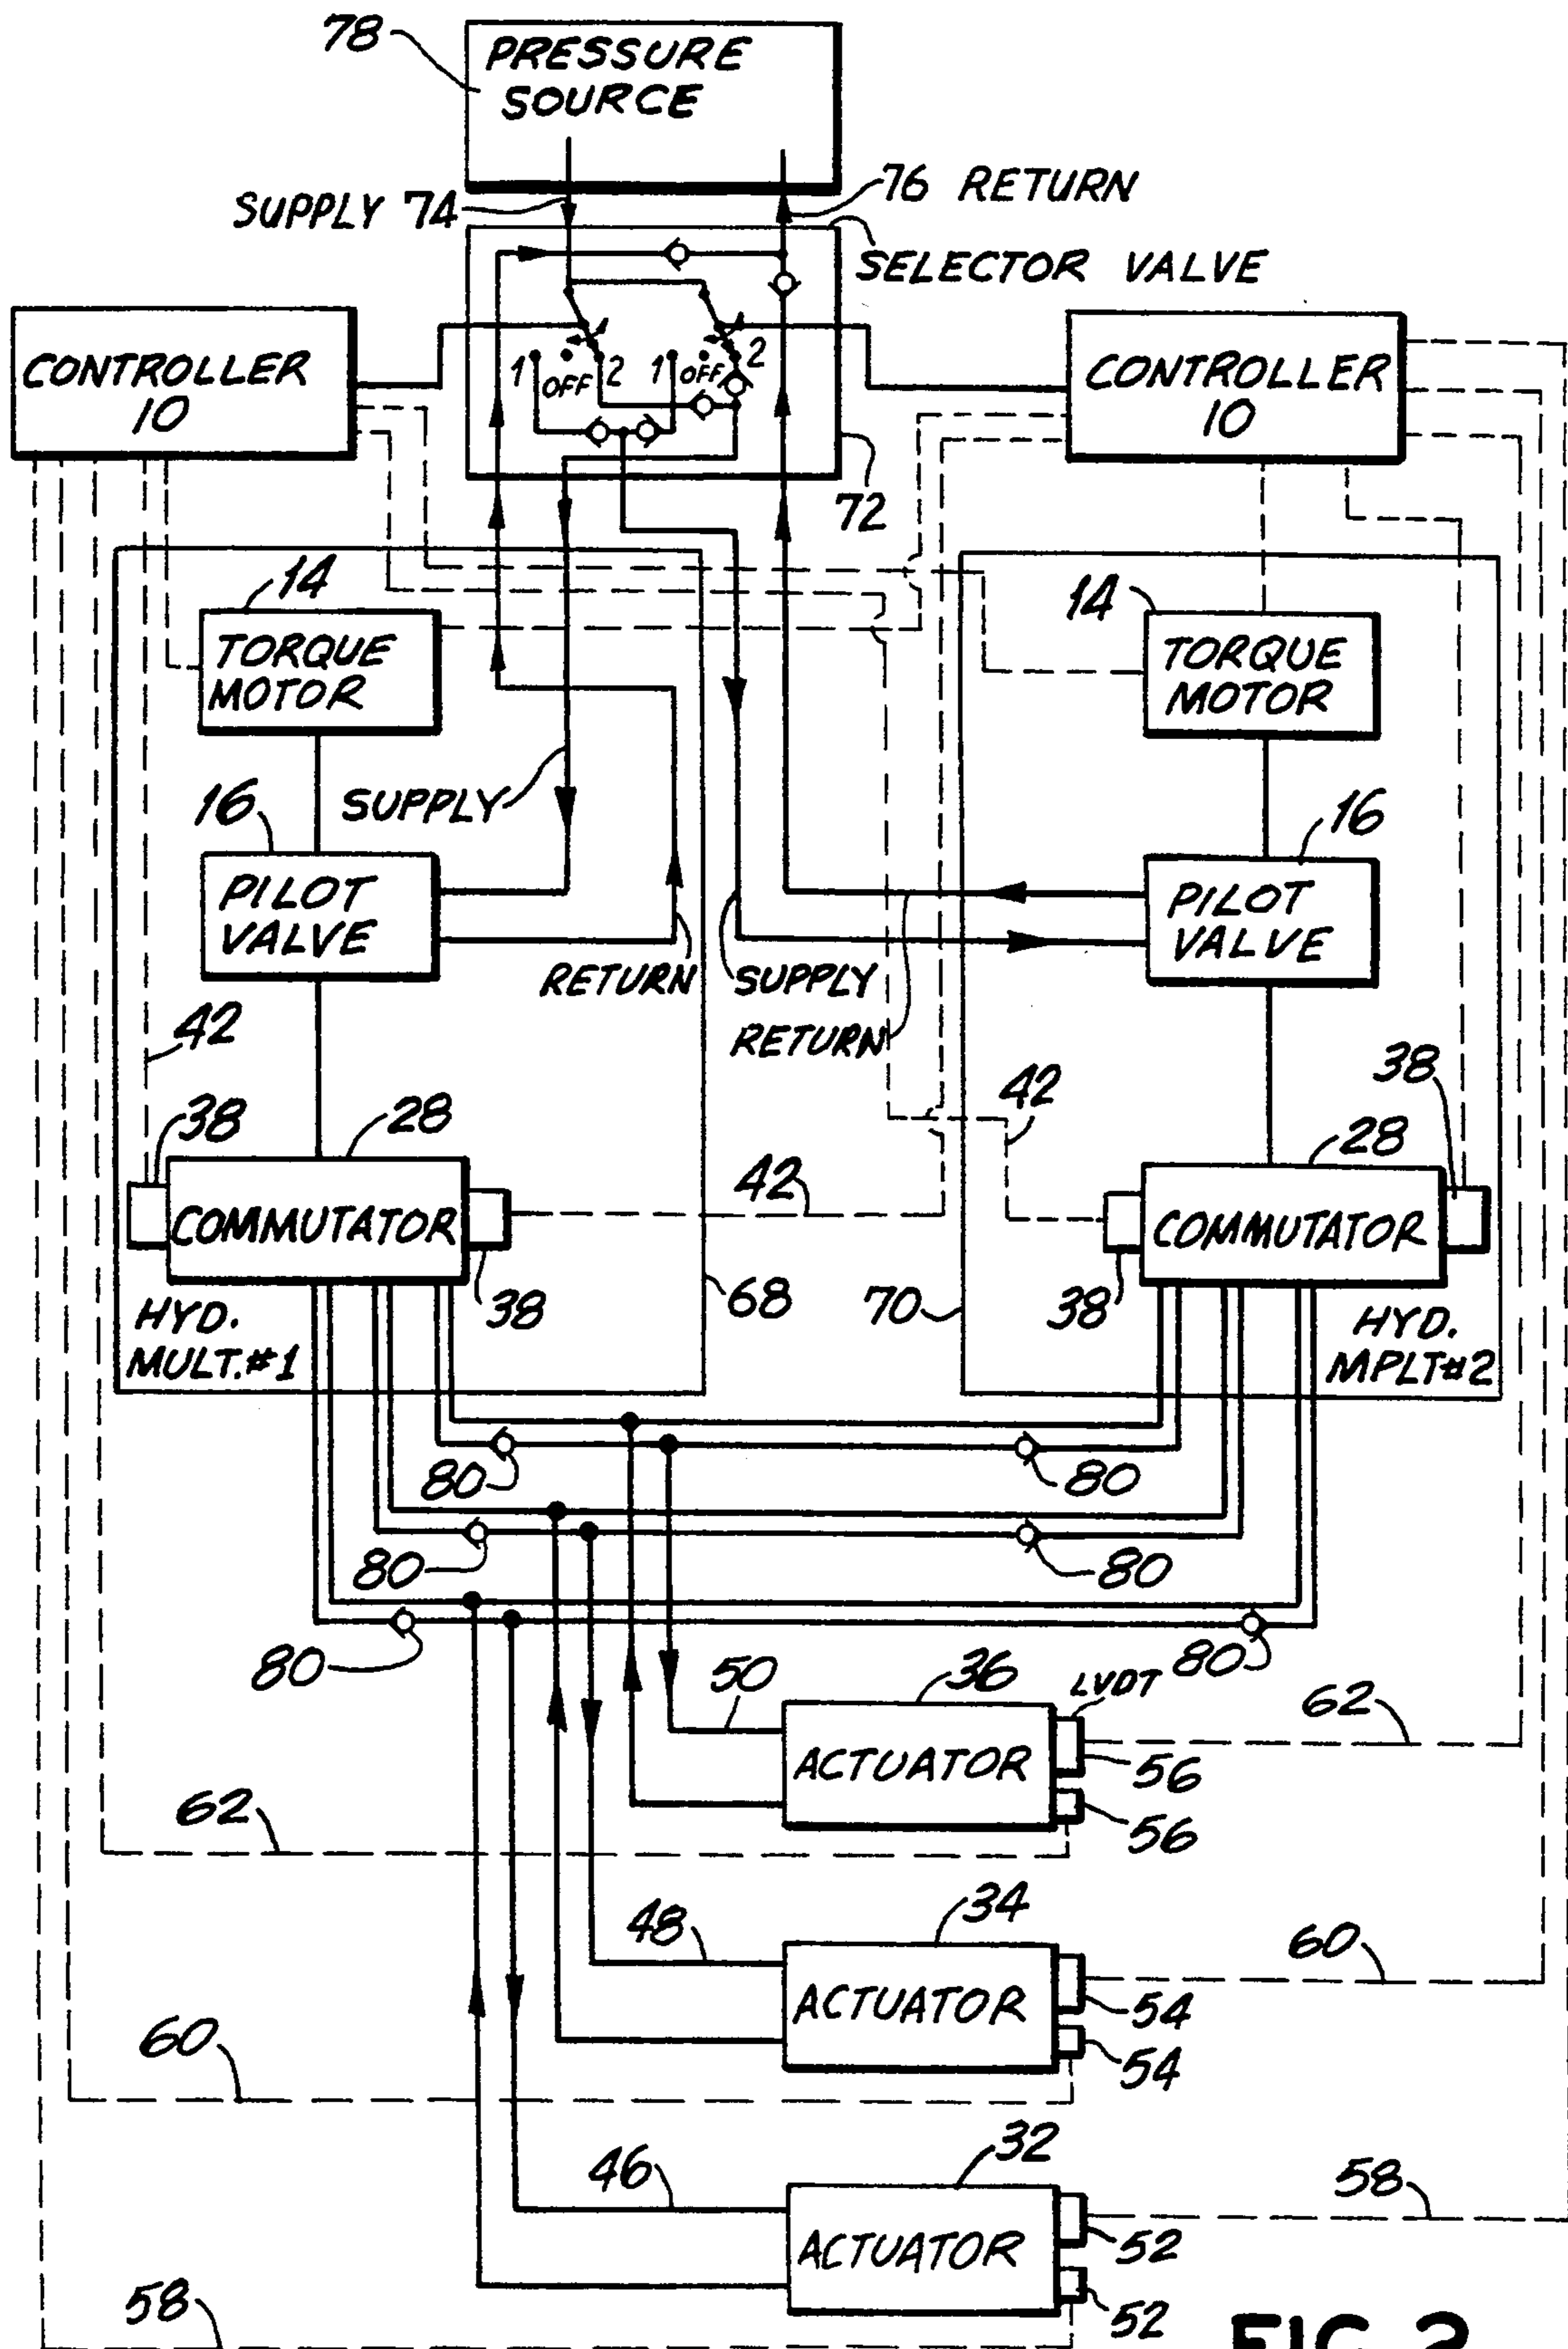 78
PRESSURE
SOURCE
SUPPLY 74
76 RETURN
SELECTOR VALVE
CONTROLLER
10
1 OFF 2
1 OFF 2
CONTROLLER
10
72
14
TORQUE
MOTOR
14
TORQUE
MOTOR
SUPPLY
16
PILOT
VALVE
16
PILOT
VALVE
RETURN
SUPPLY
RETURN
42
42
38
28
COMMUTATOR
38
42
38
28
COMMUTATOR
38
68
70
HYD.
MULT.#1
HYD.
MPLT#2
80
80
80
80
80
80
50
36
LVDT
62
ACTUATOR
56
56
62
48
34
60
ACTUATOR
54
54
60
46
32
58
ACTUATOR
52
52
58
FIG. 2